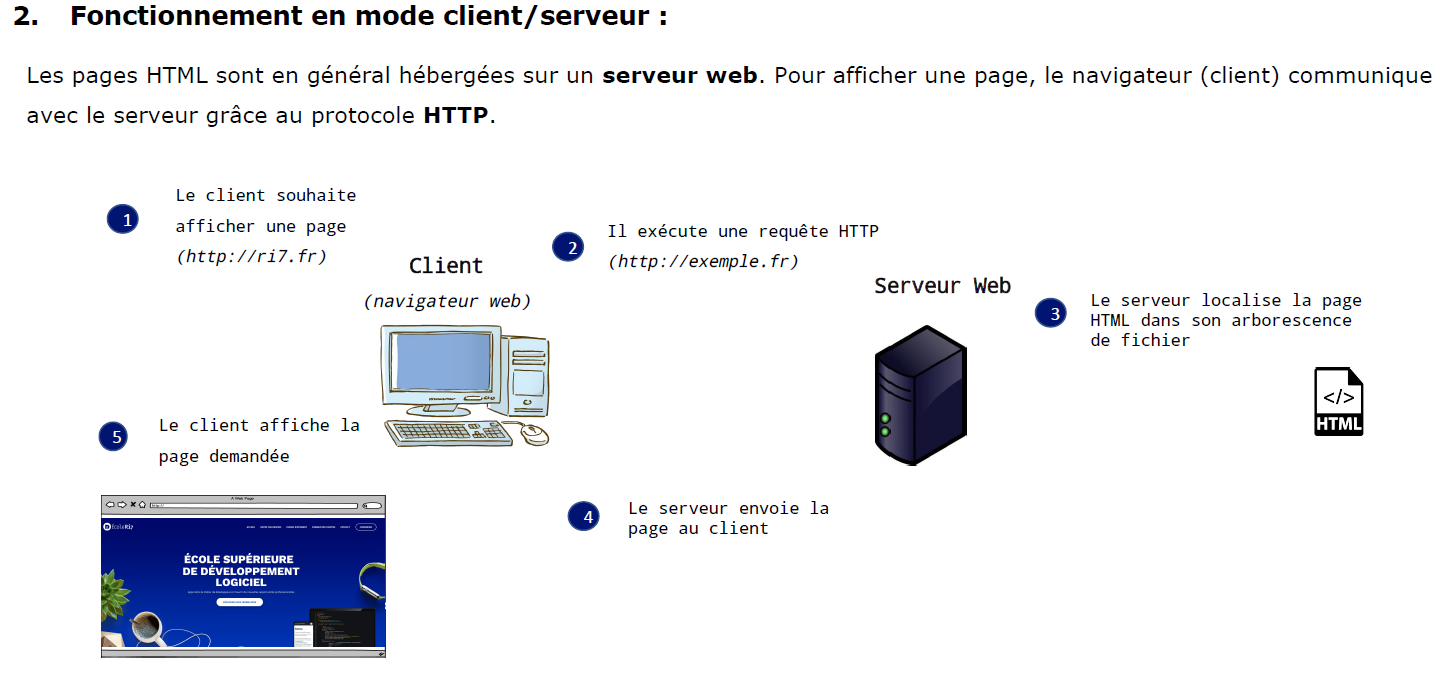 2. Fonctionnement en mode client/serveur :
Les pages HTML sont en général hébergées sur un serveur web. Pour afficher une page, le navigateur (client) communique
avec le serveur grâce au protocole HTTP.
1
Le client souhaite
afficher une page
(http://ri7.fr)
Client
(navigateur web)
2
Il exécute une requête HTTP
(http://exemple.fr)
Serveur Web
3
Le serveur localise la page
HTML dans son arborescence
de fichier
</>
HTML
5
Le client affiche la
page demandée
4
Le serveur envoie la
page au client
A Web Page
http://
ÉcoleRi7
ÉCOLE SUPÉRIEURE
DE DÉVELOPPEMENT
LOGICIEL